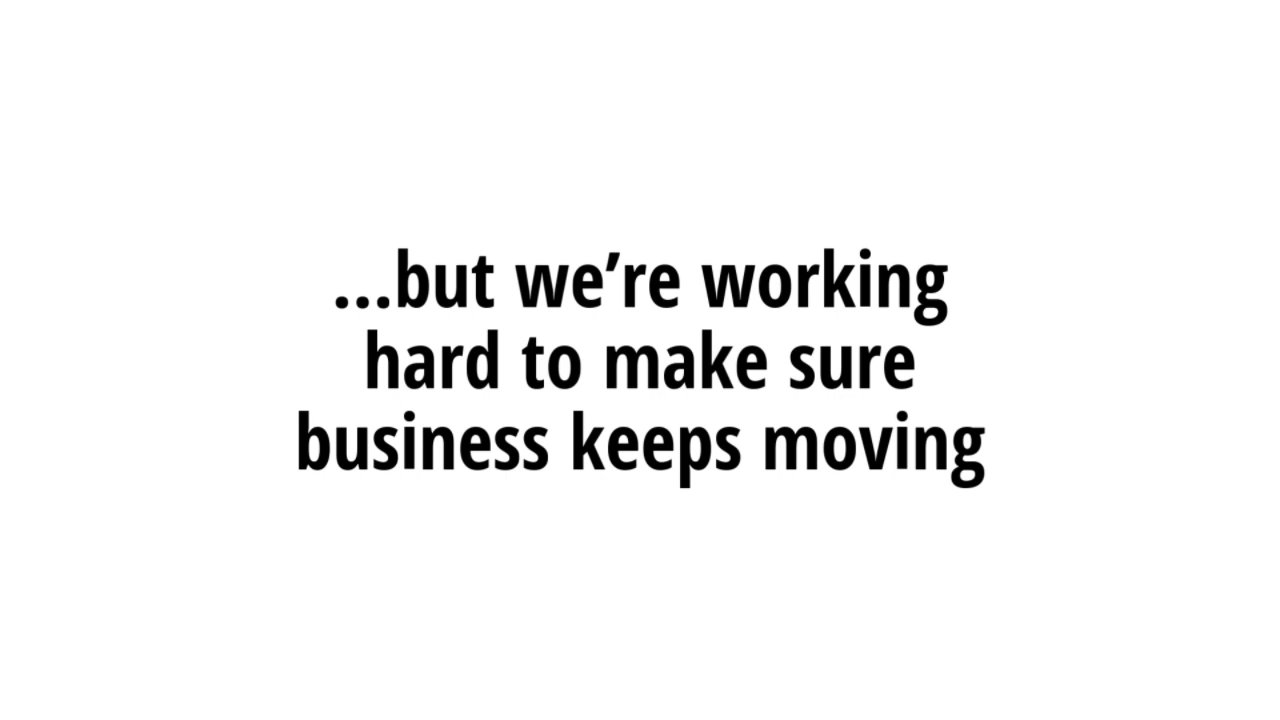 ...but we’re working
hard to make sure
business keeps moving